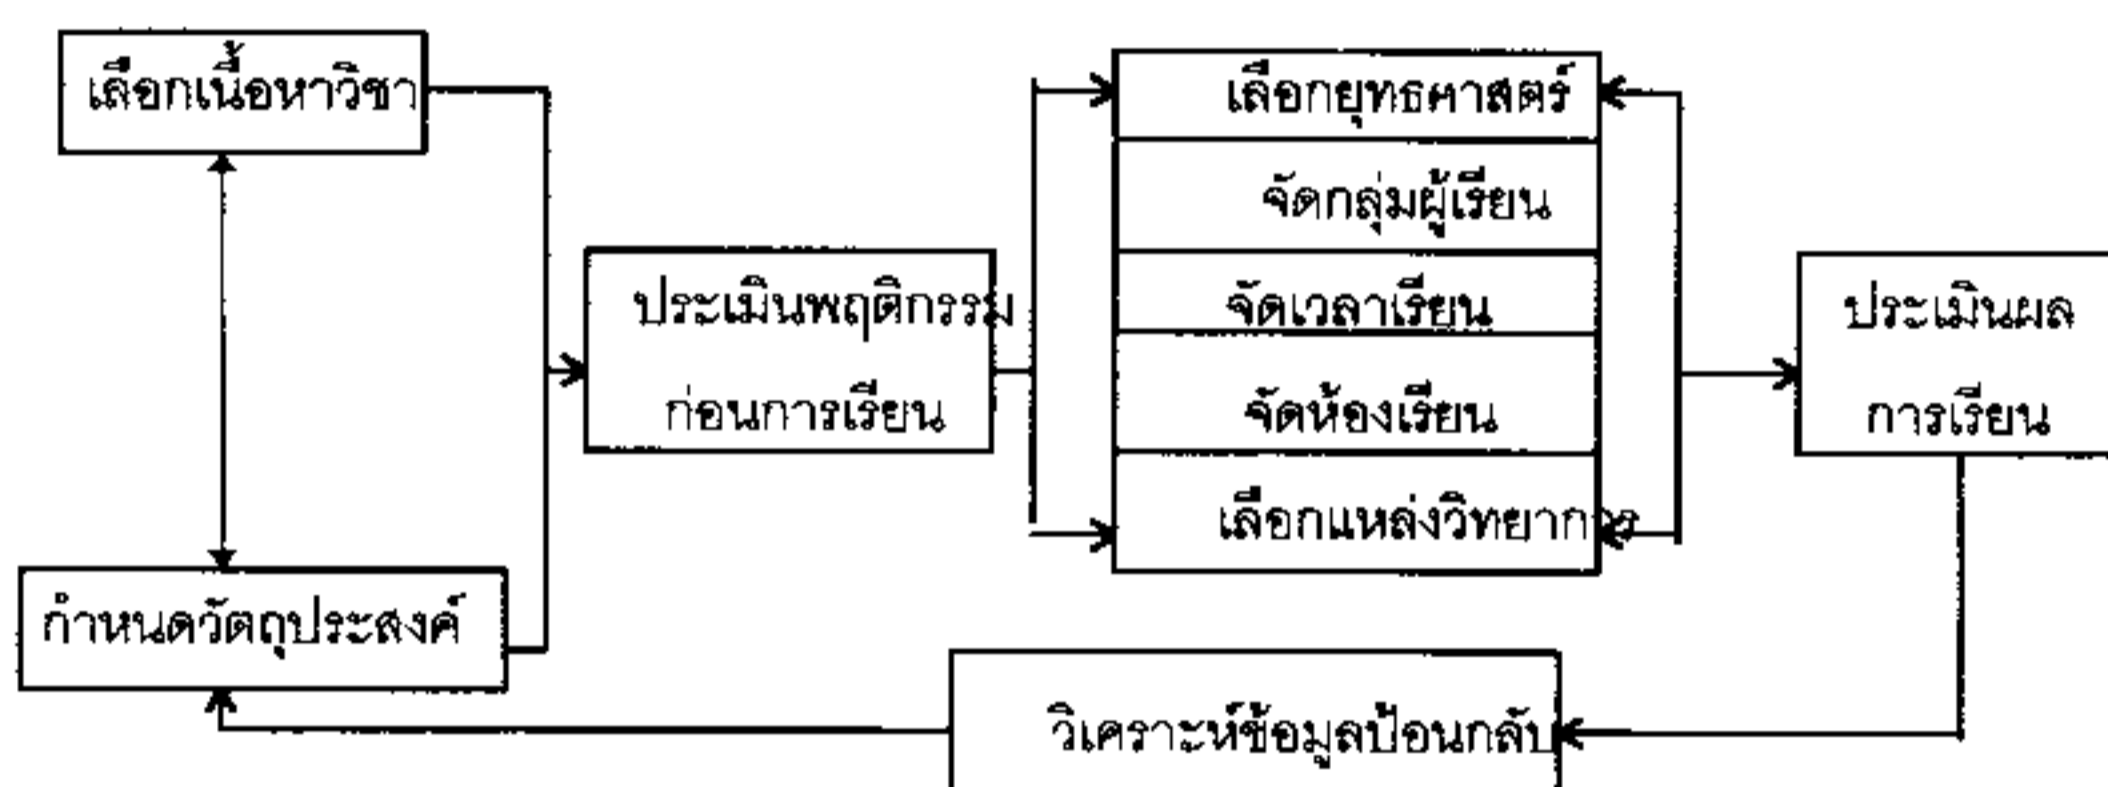 เลือกเนื้อหาวิชา
กำหนดวัตถุประสงค์
ประเมินพฤติกรรม
ก่อนการเรียน
เลือกยุทธศาสตร์
จัดกลุ่มผู้เรียน
จัดเวลาเรียน
จัดห้องเรียน
เลือกแหล่งวิทยาการ
ประเมินผล
การเรียน
วิเคราะห์ข้อมูลป้อนกลับ